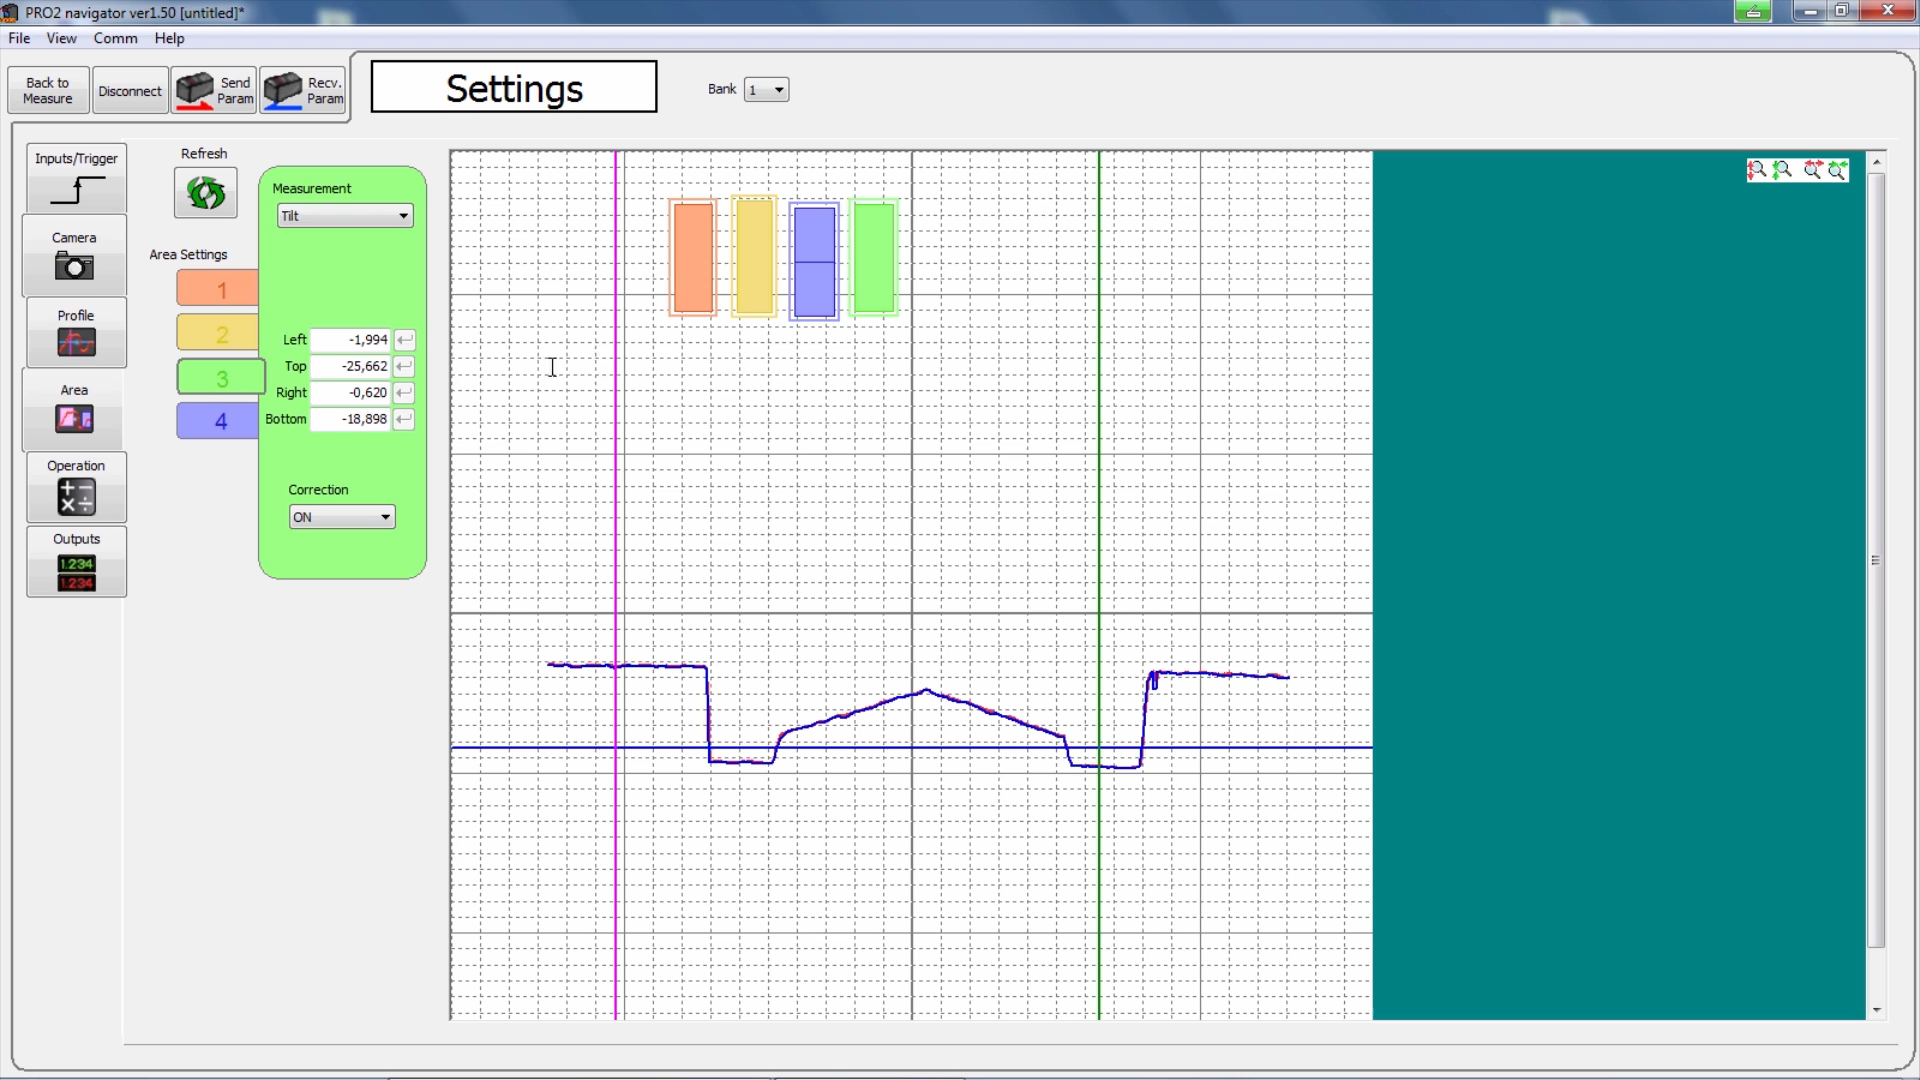 PRO2 navigator ver1.50 [untitled]*
File View Comm Help
Back to
Measure
Disconnect
Send
Param
Recv.
Param
Settings
Bank 1
Inputs/Trigger
Camera
Profile
Area
Operation
Outputs
1.234
1.234
Refresh
Area Settings
1
2
3
4
Measurement
Tilt
Left -1,994
Top -25,662
Right -0,620
Bottom -18,898
Correction
ON